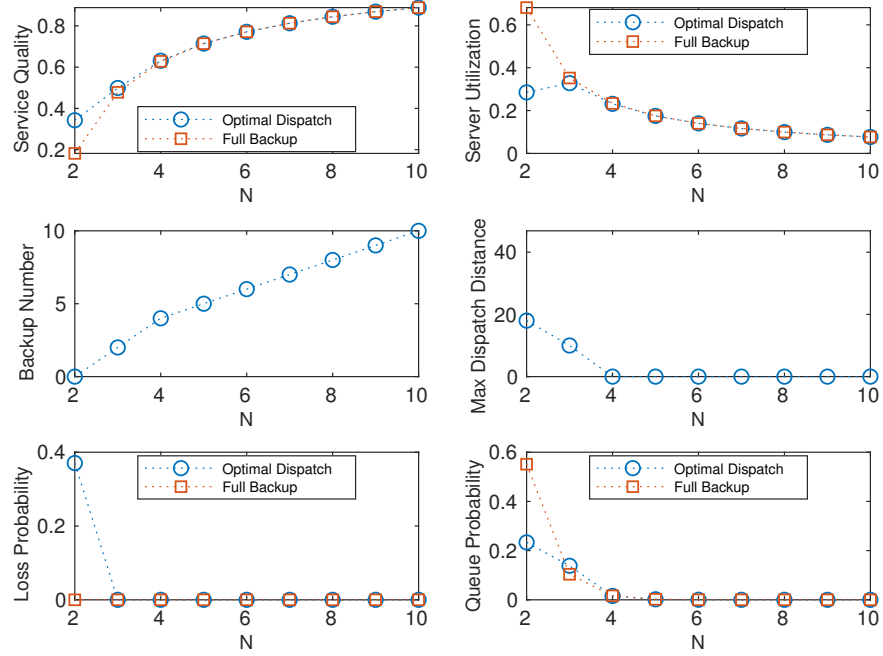 Service Quality
0.8
0.6
0.4
0.2
Optimal Dispatch
Full Backup
2 4 6 8 10
N
Server Utilization
0.6
0.4
0.2
0
Optimal Dispatch
Full Backup
2 4 6 8 10
N
Backup Number
10
5
0
2 4 6 8 10
N
Max Dispatch Distance
40
20
0
2 4 6 8 10
N
Loss Probability
0.4
0.2
0
Optimal Dispatch
Full Backup
2 4 6 8 10
N
Queue Probability
0.6
0.4
0.2
0
Optimal Dispatch
Full Backup
2 4 6 8 10
N